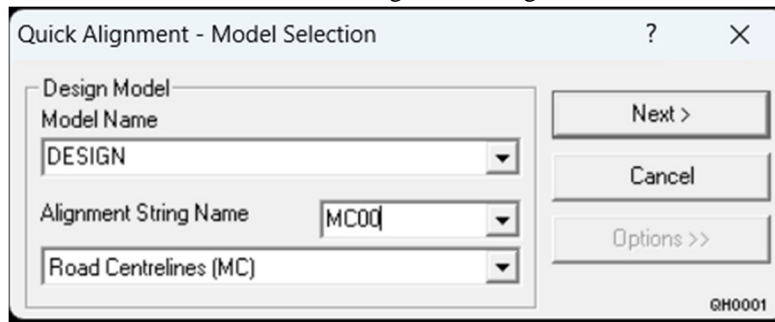 Quick Alignment - Model Selection ? ×
Design Model
Model Name
DESIGN
Alignment String Name MC00
Road Centrelines (MC)
Next >
Cancel
Options >>
QH0001